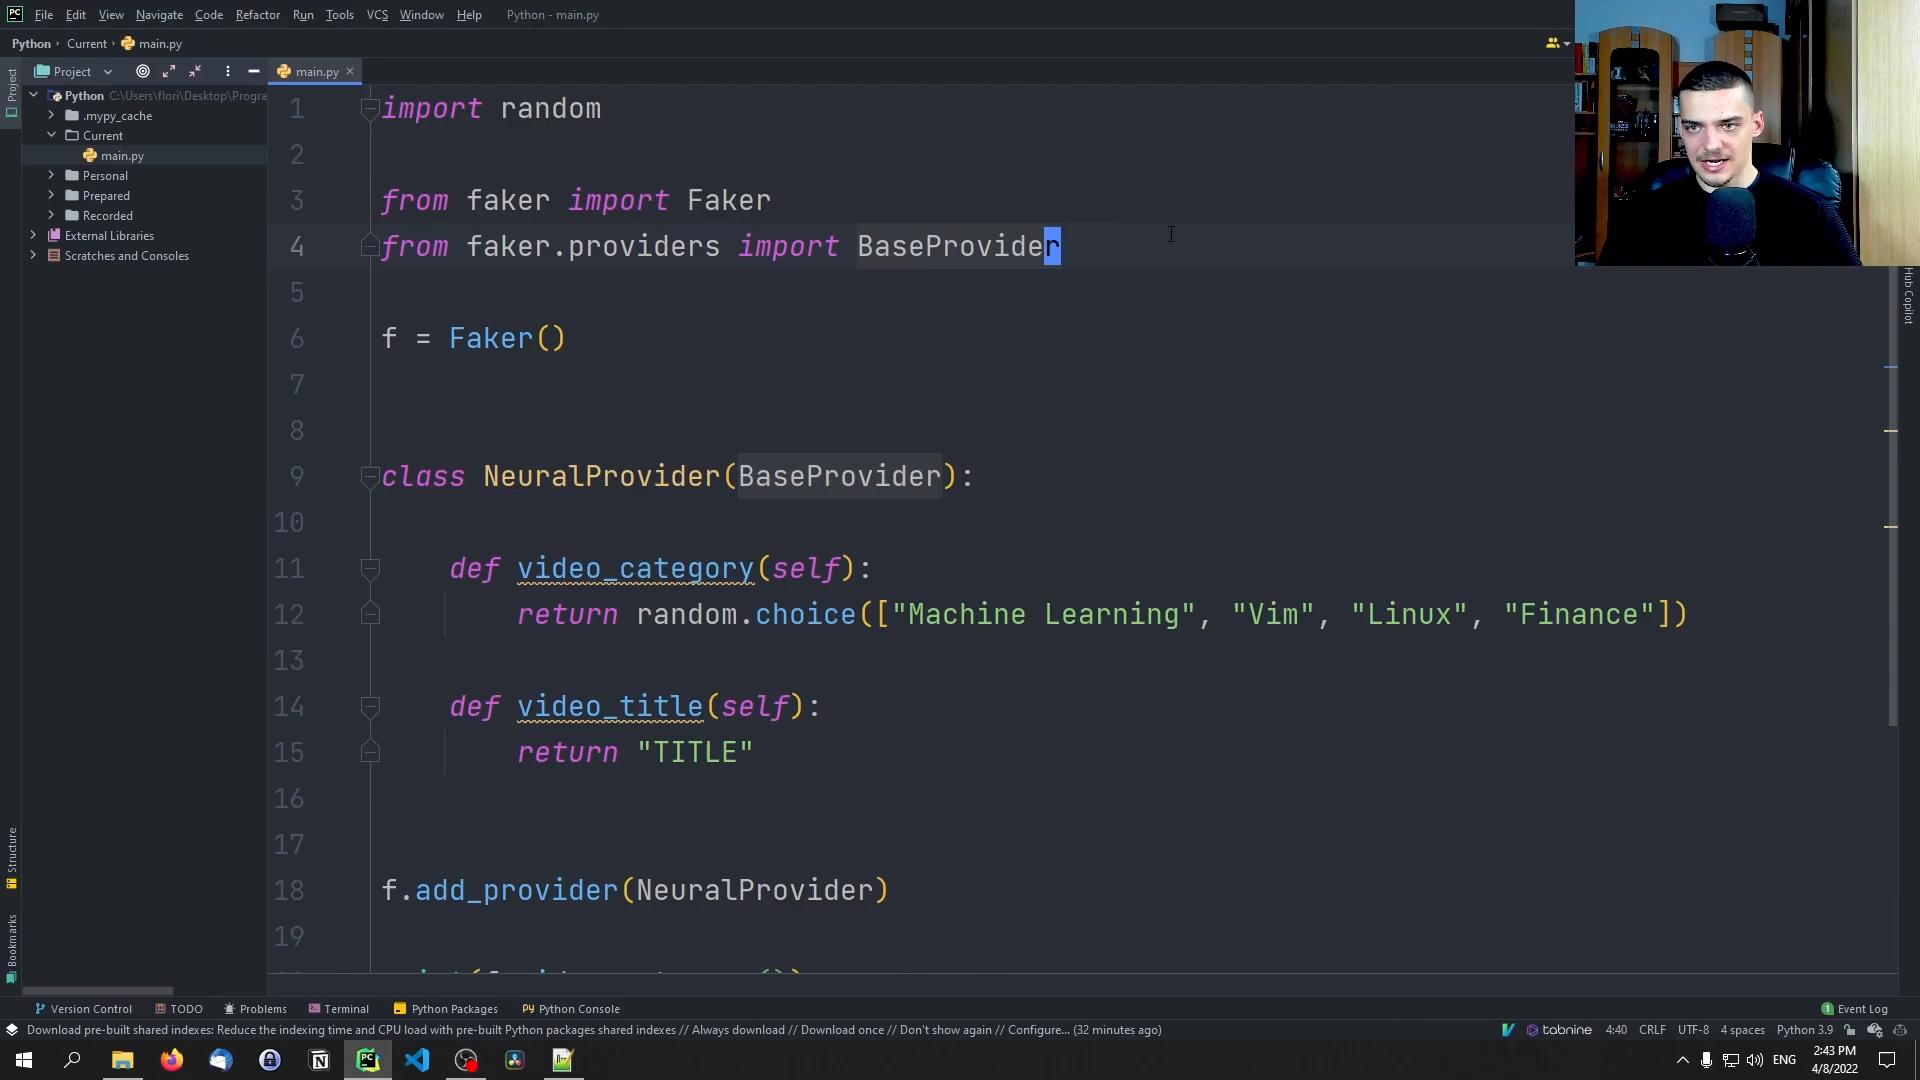 PC File Edit View Navigate Code Refactor Run Tools VCS Window Help Python - main.py
Python Current main.py
Project main.py
Project
Python C:\Users\flori\Desktop\Progra
.mypy_cache
Current
main.py
Personal
Prepared
Recorded
External Libraries
Scratches and Consoles
1 import random
2
3 from faker import Faker
4 from faker.providers import BaseProvider
5
6 f = Faker()
7
8
9 class NeuralProvider(BaseProvider):
10
11 def video_category(self):
12 return random.choice(["Machine Learning", "Vim", "Linux", "Finance"])
13
14 def video_title(self):
15 return "TITLE"
16
17
18 f.add_provider(NeuralProvider)
19
Hub Copilot
Structure
Bookmarks
Version Control TODO Problems Terminal Python Packages Python Console 1 Event Log
Download pre-built shared indexes: Reduce the indexing time and CPU load with pre-built Python packages shared indexes // Always download // Download once // Don't show again // Configure... (32 minutes ago) tabnine 4:40 CRLF UTF-8 4 spaces Python 3.9
ENG 2:43 PM
4/8/2022